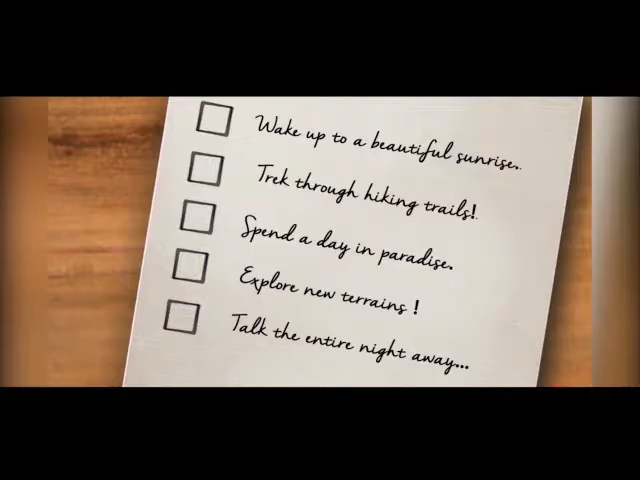 Wake up to a beautiful sunrise..
Trek through hiking trails!.
Spend a day in paradise.
Explore new terrains !
Talk the entire night away...